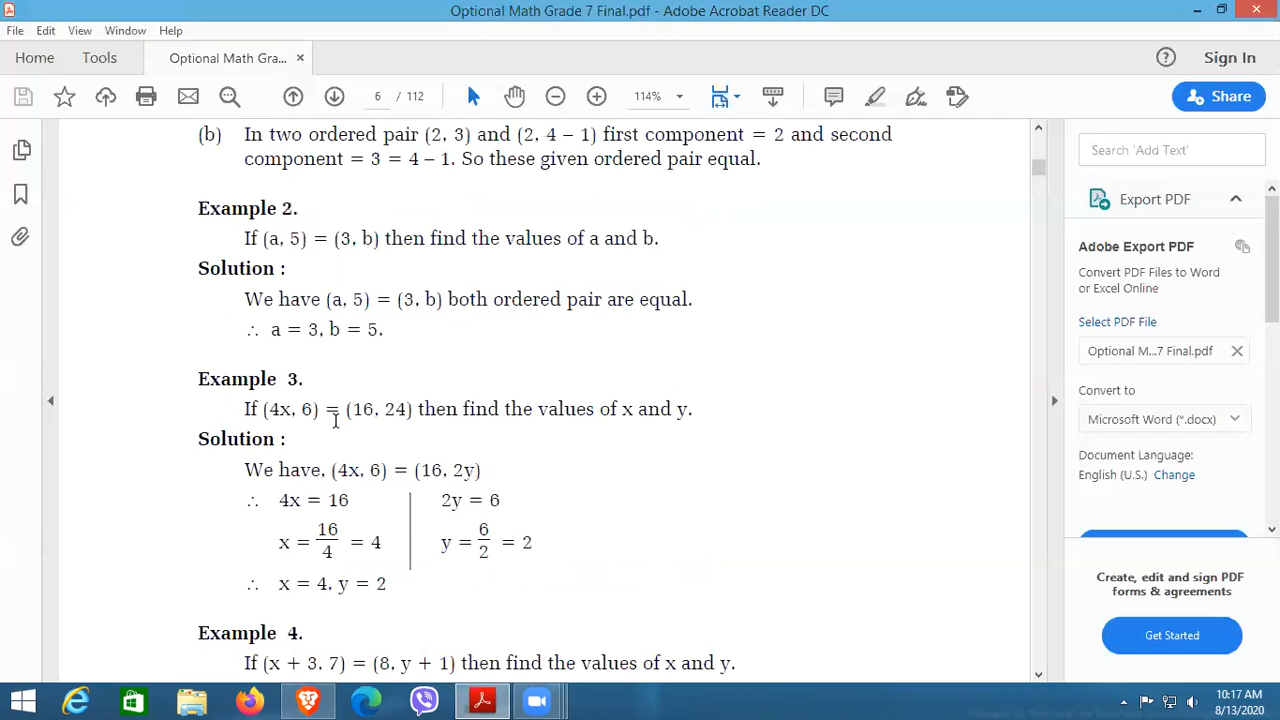 Optional Math Grade 7 Final.pdf - Adobe Acrobat Reader DC
File Edit View Window Help
Home Tools Optional Math Gra... × Sign In
6 / 112 114% Share
(b) In two ordered pair (2, 3) and (2, 4 – 1) first component = 2 and second
component = 3 = 4 – 1. So these given ordered pair equal.
Example 2.
If (a, 5) = (3, b) then find the values of a and b.
Solution :
We have (a, 5) = (3, b) both ordered pair are equal.
∴ a = 3, b = 5.
Example 3.
If (4x, 6) = (16, 24) then find the values of x and y.
Solution :
We have, (4x, 6) = (16, 2y)
∴ 4x = 16 | 2y = 6
x = 16/4 = 4 | y = 6/2 = 2
∴ x = 4, y = 2
Example 4.
If (x + 3, 7) = (8, y + 1) then find the values of x and y.
Search 'Add Text'
Export PDF
Adobe Export PDF
Convert PDF Files to Word
or Excel Online
Select PDF File
Optional M...7 Final.pdf ×
Convert to
Microsoft Word (*.docx)
Document Language:
English (U.S.) Change
Create, edit and sign PDF
forms & agreements
Get Started
10:17 AM
8/13/2020